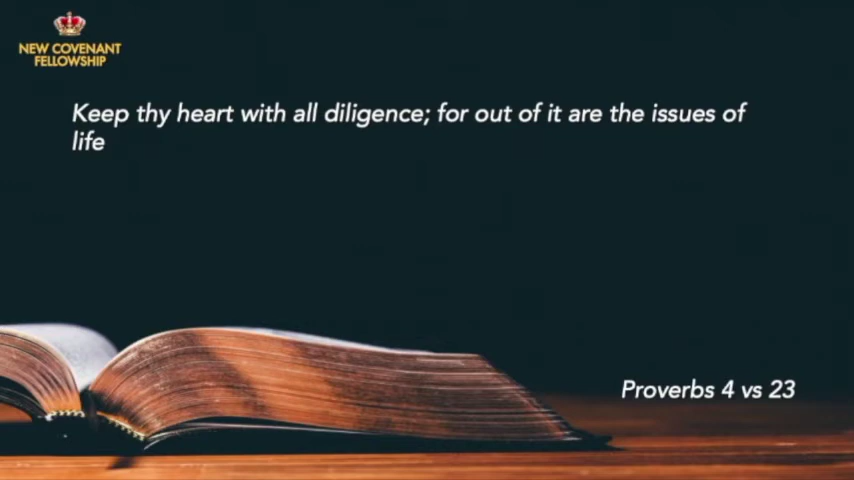 NEW COVENANT
FELLOWSHIP
Keep thy heart with all diligence; for out of it are the issues of
life
Proverbs 4 vs 23